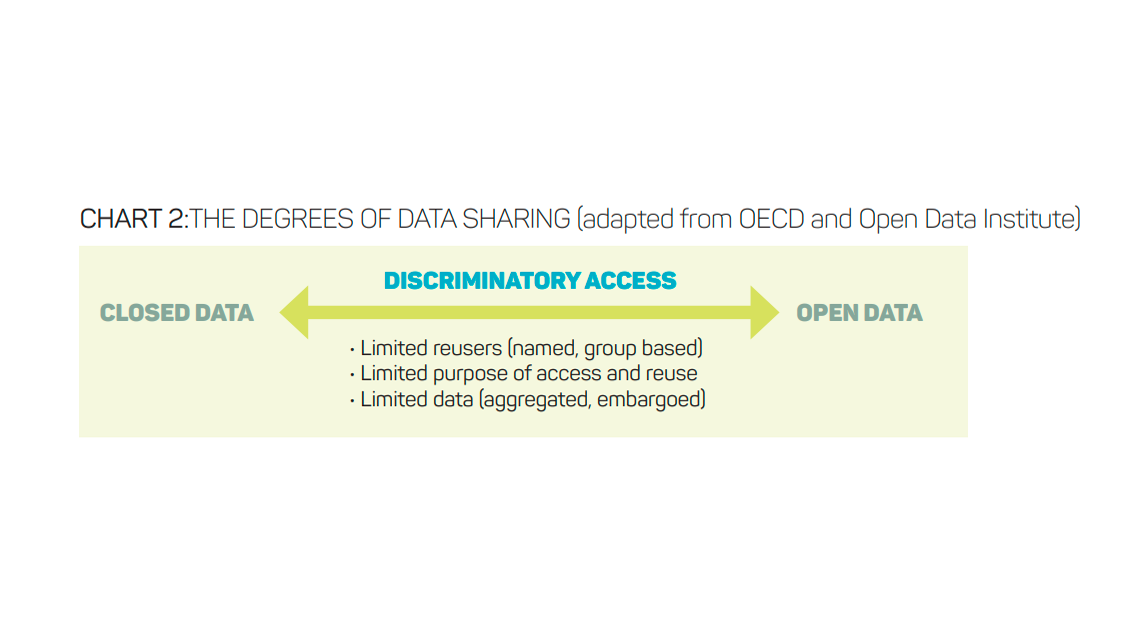 CHART 2:THE DEGREES OF DATA SHARING (adapted from OECD and Open Data Institute)
DISCRIMINATORY ACCESS
CLOSED DATA
OPEN DATA
· Limited reusers (named, group based)
· Limited purpose of access and reuse
· Limited data (aggregated, embargoed)